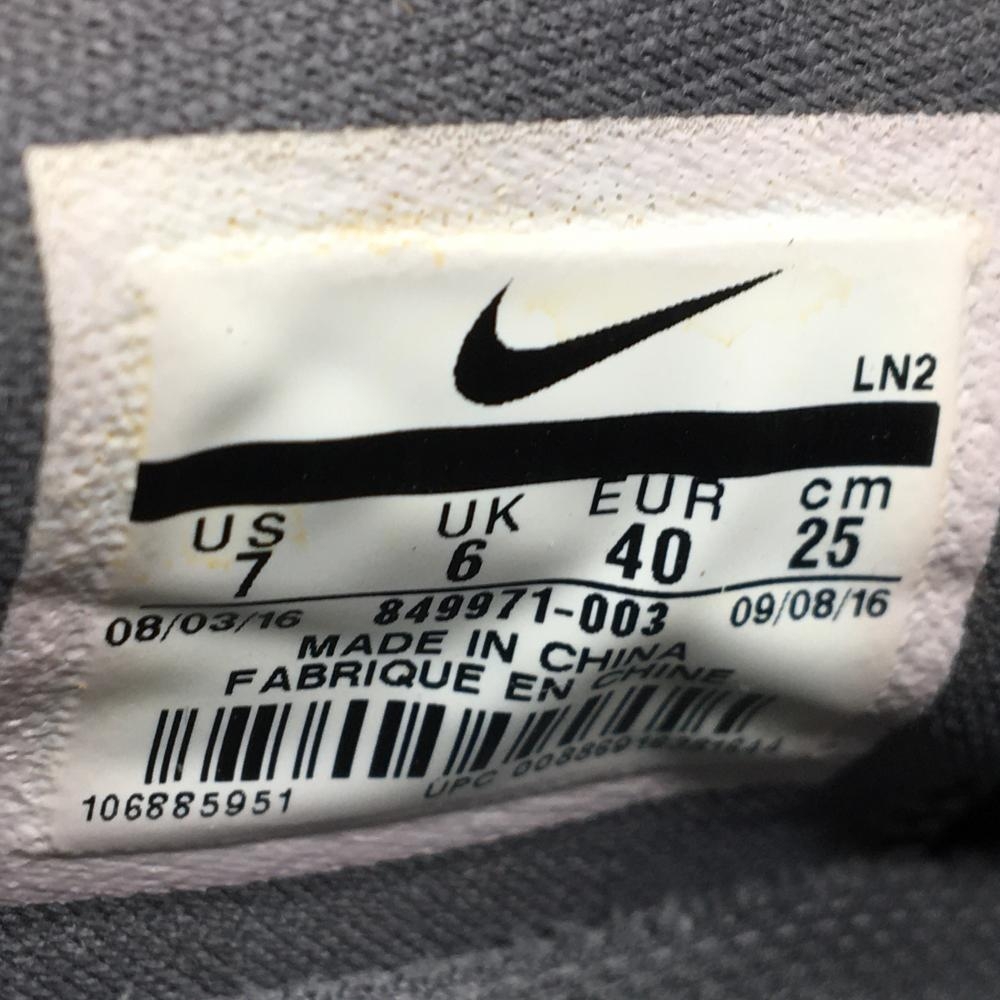 LN2
US UK EUR cm
7 6 40 25
08/03/16 849971-003 09/08/16
MADE IN CHINA
FABRIQUE EN CHINE
UPC
106885951